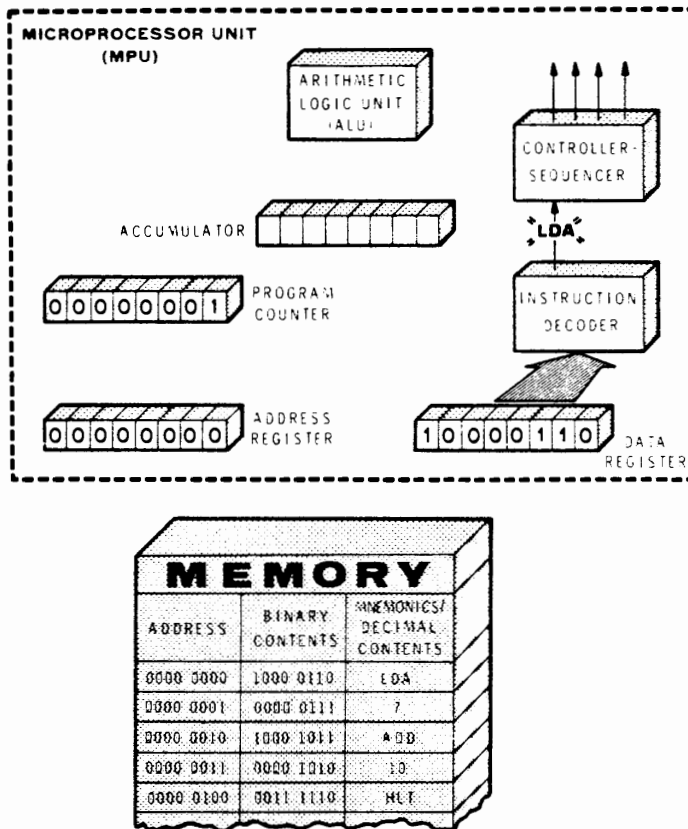 MICROPROCESSOR UNIT
(MPU)
ARITHMETIC
LOGIC UNIT
(ALU)
CONTROLLER-
SEQUENCER
ACCUMULATOR
LDA
0 0 0 0 0 0 0 1
PROGRAM
COUNTER
INSTRUCTION
DECODER
0 0 0 0 0 0 0 0
ADDRESS
REGISTER
1 0 0 0 0 1 1 0
DATA
REGISTER
MEMORY
ADDRESS
BINARY
CONTENTS
MNEMONICS/
DECIMAL
CONTENTS
0000 0000 1000 0110 LDA
0000 0001 0000 0111 7
0000 0010 1000 1011 ADD
0000 0011 0000 1010 10
0000 0100 0011 1110 HLT